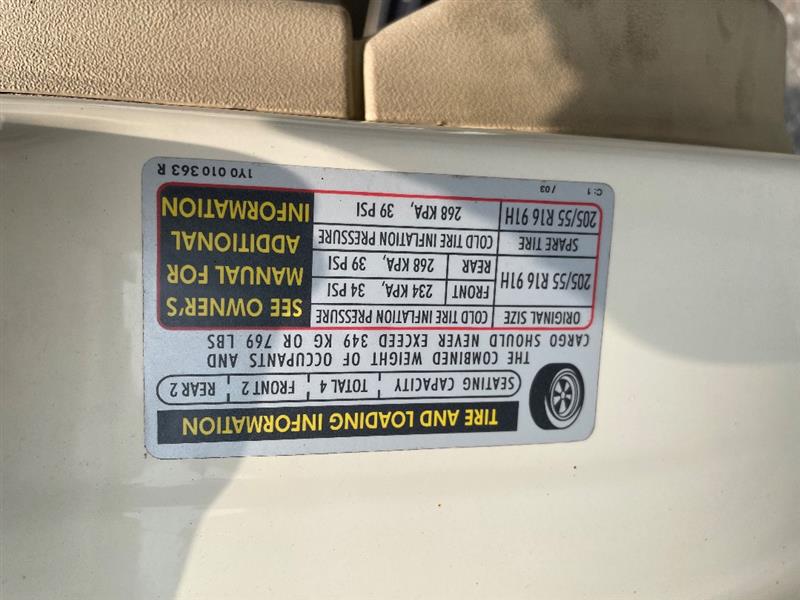 TIRE AND LOADING INFORMATION
SEATING CAPACITY | TOTAL 4 | FRONT 2 | REAR 2
THE COMBINED WEIGHT OF OCCUPANTS AND
CARGO SHOULD NEVER EXCEED 349 KG OR 769 LBS
ORIGINAL SIZE COLD TIRE INFLATION PRESSURE
205/55 R16 91H
FRONT 234 KPA, 34 PSI
REAR 268 KPA, 39 PSI
SPARE TIRE COLD TIRE INFLATION PRESSURE
205/55 R16 91H 268 KPA, 39 PSI
SEE OWNER'S
MANUAL FOR
ADDITIONAL
INFORMATION
C: 1 / 03 1Y0 010 363 R